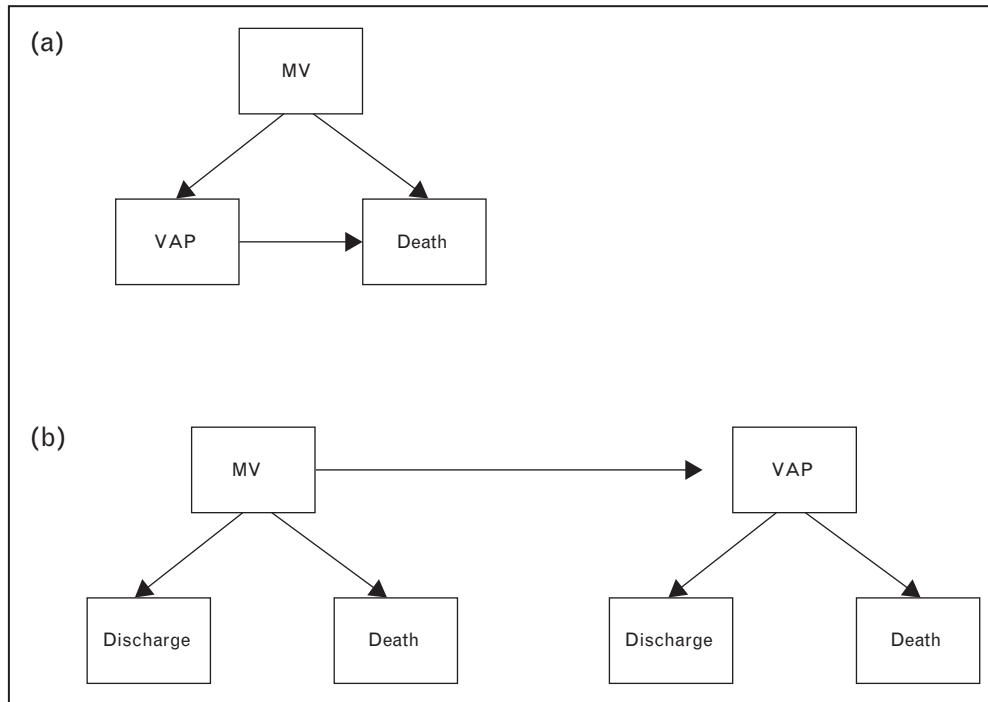 (a)
MV
VAP
Death
(b)
MV
VAP
Discharge
Death
Discharge
Death